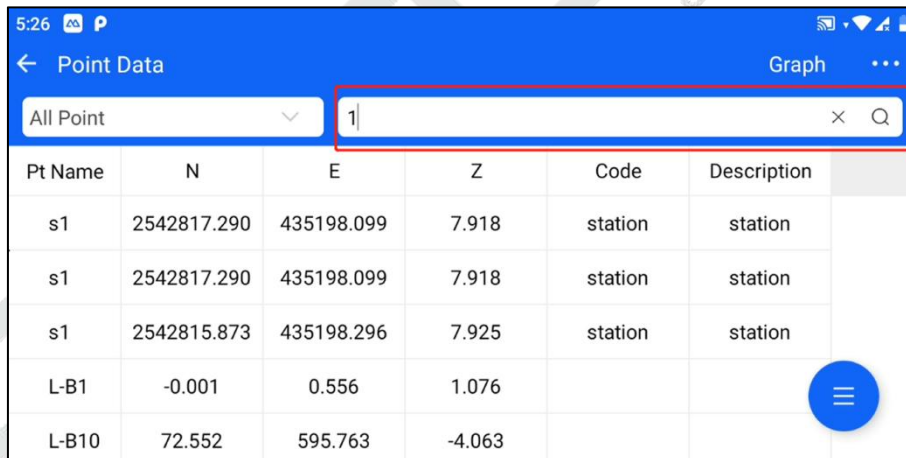 5:26
← Point Data Graph ...
All Point 1
Pt Name N E Z Code Description
s1 2542817.290 435198.099 7.918 station station
s1 2542817.290 435198.099 7.918 station station
s1 2542815.873 435198.296 7.925 station station
L-B1 -0.001 0.556 1.076
L-B10 72.552 595.763 -4.063